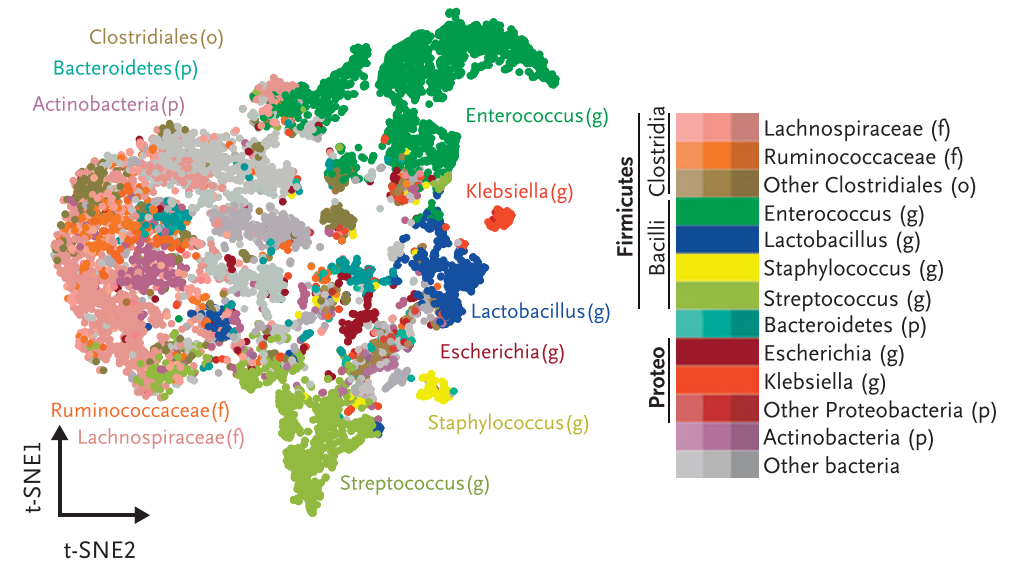 Clostridiales (o)
Bacteroidetes (p)
Actinobacteria (p)
Enterococcus (g)
Klebsiella (g)
Lactobacillus (g)
Escherichia (g)
Staphylococcus (g)
Streptococcus (g)
Ruminococcaceae (f)
Lachnospiraceae (f)
t-SNE1
t-SNE2
Firmicutes
Clostridia
Bacilli
Proteo
Lachnospiraceae (f)
Ruminococcaceae (f)
Other Clostridiales (o)
Enterococcus (g)
Lactobacillus (g)
Staphylococcus (g)
Streptococcus (g)
Bacteroidetes (p)
Escherichia (g)
Klebsiella (g)
Other Proteobacteria (p)
Actinobacteria (p)
Other bacteria